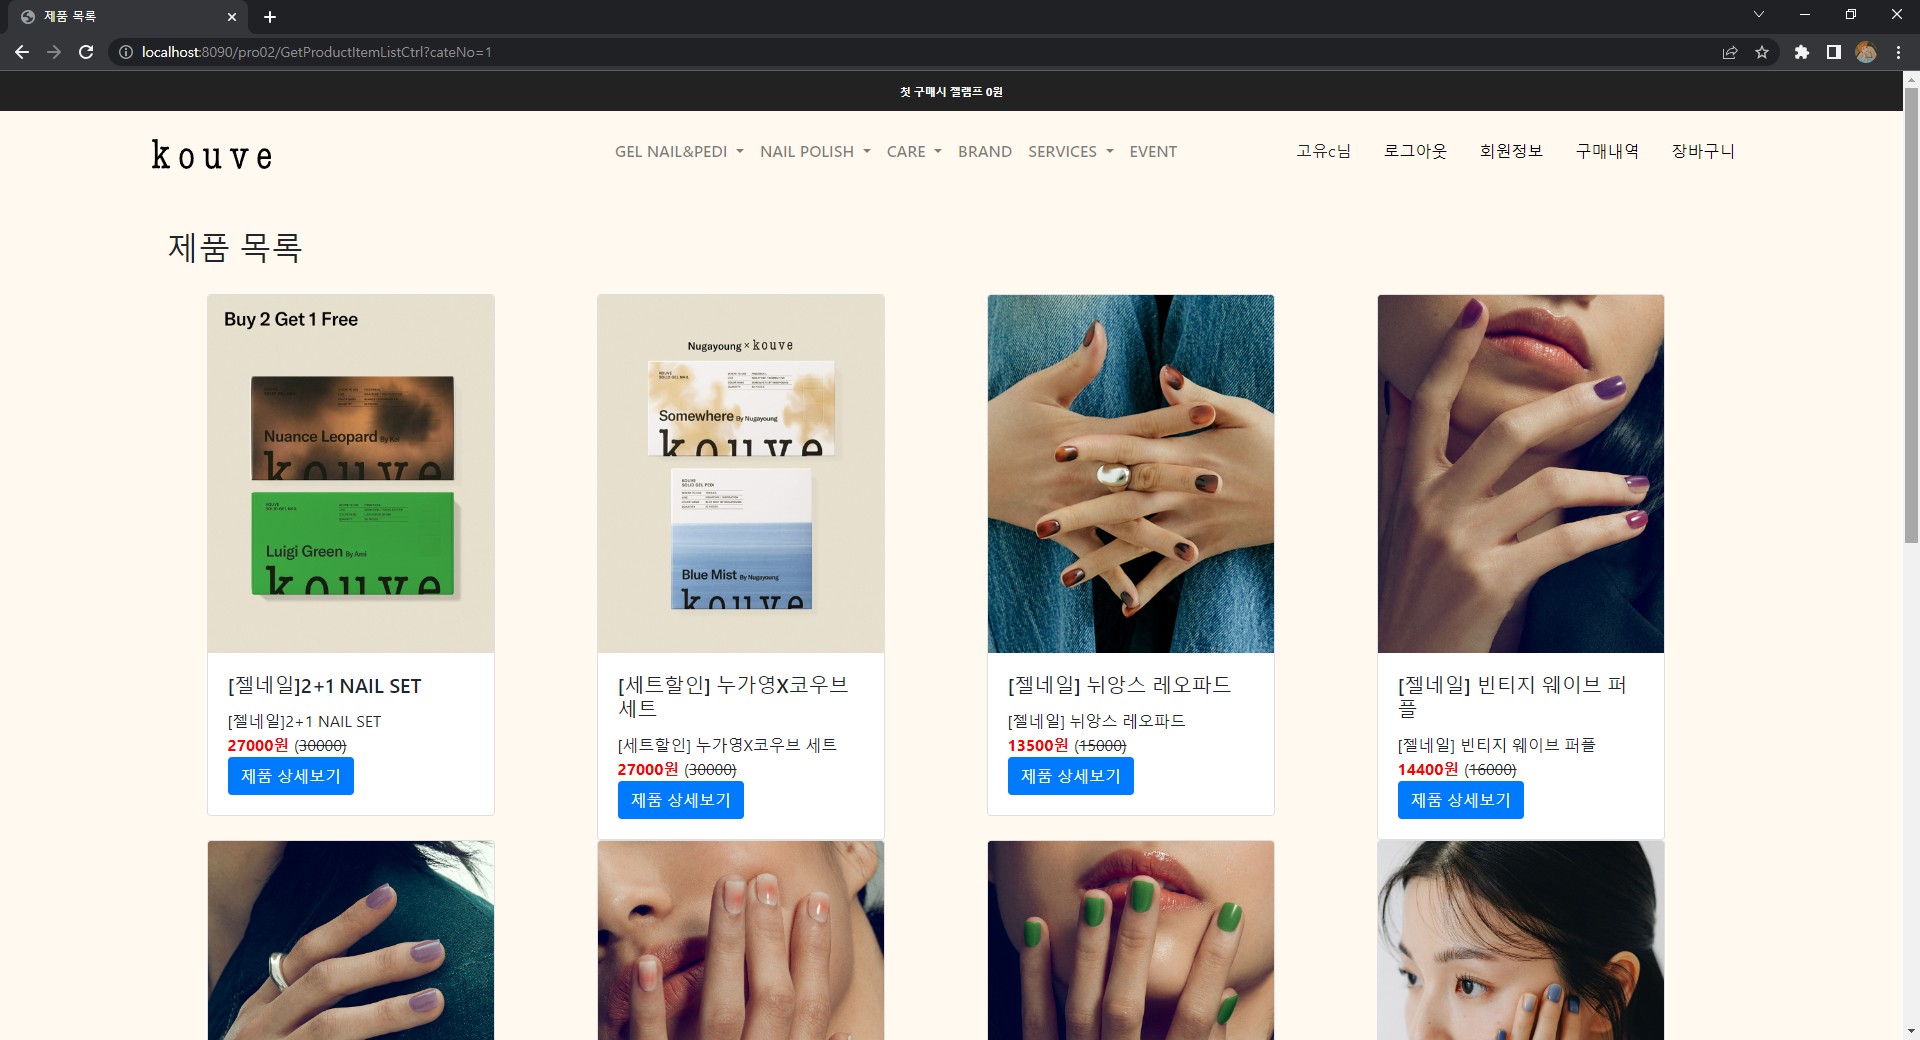 제품 목록
localhost:8090/pro02/GetProductItemListCtrl?cateNo=1
첫 구매시 젤램프 0원
kouve
GEL NAIL&PEDI NAIL POLISH CARE BRAND SERVICES EVENT
고유c님 로그아웃 회원정보 구매내역 장바구니
제품 목록
Buy 2 Get 1 Free
Nuance Leopard By Kei
kouve
Luigi Green By Ami
kouve
[젤네일]2+1 NAIL SET
[젤네일]2+1 NAIL SET
27000원 (30000)
제품 상세보기
Nugayoung × kouve
Somewhere By Nugayoung
kouve
KOUVE
SOLID GEL PEDI
Blue Mist By Nugayoung
kouve
[세트할인] 누가영X코우브
세트
[세트할인] 누가영X코우브 세트
27000원 (30000)
제품 상세보기
[젤네일] 뉘앙스 레오파드
[젤네일] 뉘앙스 레오파드
13500원 (15000)
제품 상세보기
[젤네일] 빈티지 웨이브 퍼
플
[젤네일] 빈티지 웨이브 퍼플
14400원 (16000)
제품 상세보기